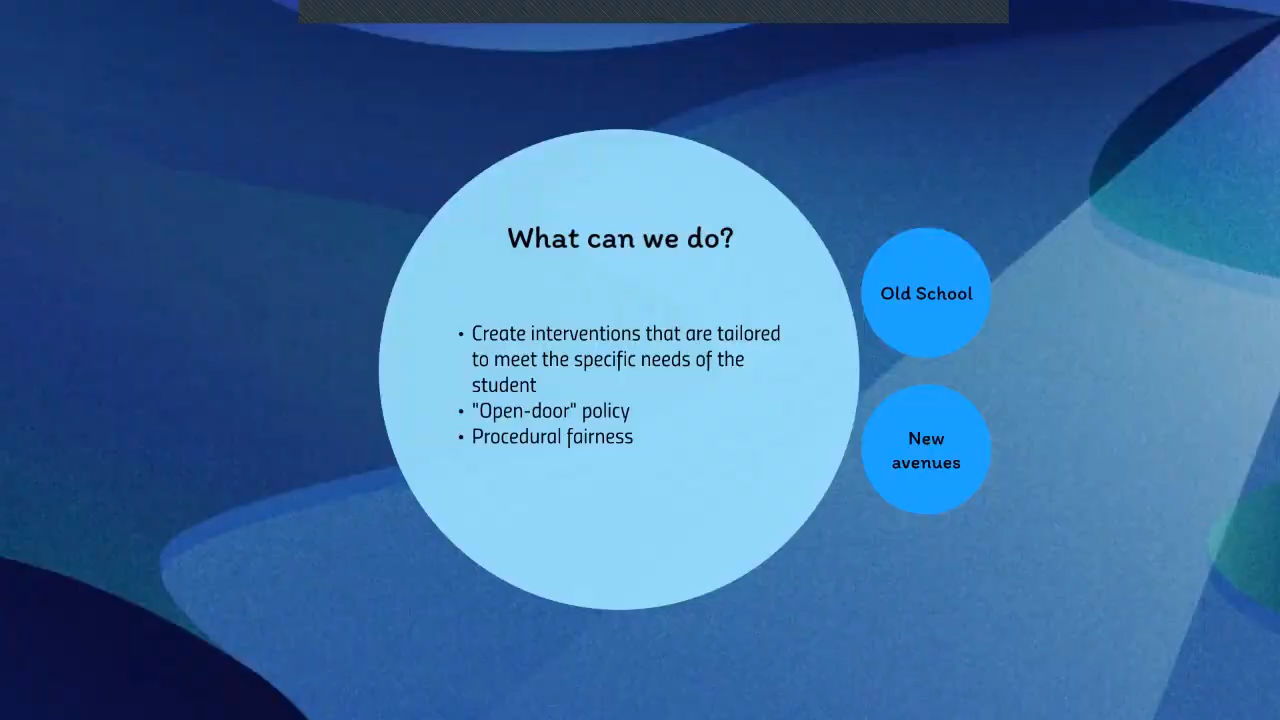 What can we do?
• Create interventions that are tailored
to meet the specific needs of the
student
• "Open-door" policy
• Procedural fairness
Old School
New
avenues